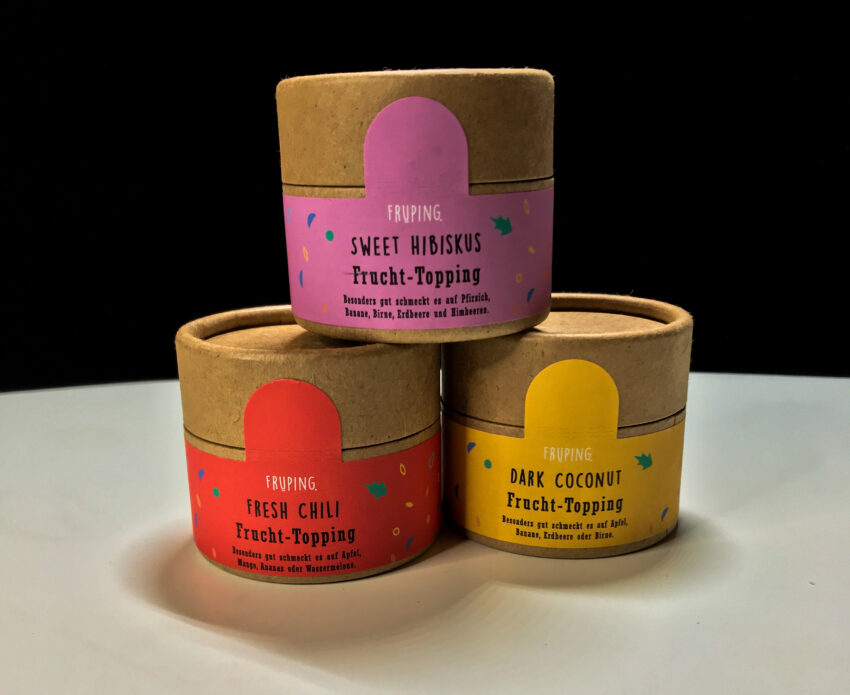 FRUPING.
SWEET HIBISKUS
Frucht-Topping
Besonders gut schmeckt es auf Pfirsich,
Banane, Birne, Erdbeere und Himbeeren.
FRUPING.
FRESH CHILI
Frucht-Topping
Besonders gut schmeckt es auf Apfel,
Mango, Ananas oder Wassermelone.
FRUPING.
DARK COCONUT
Frucht-Topping
Besonders gut schmeckt es auf Apfel,
Banane, Erdbeere oder Birne.